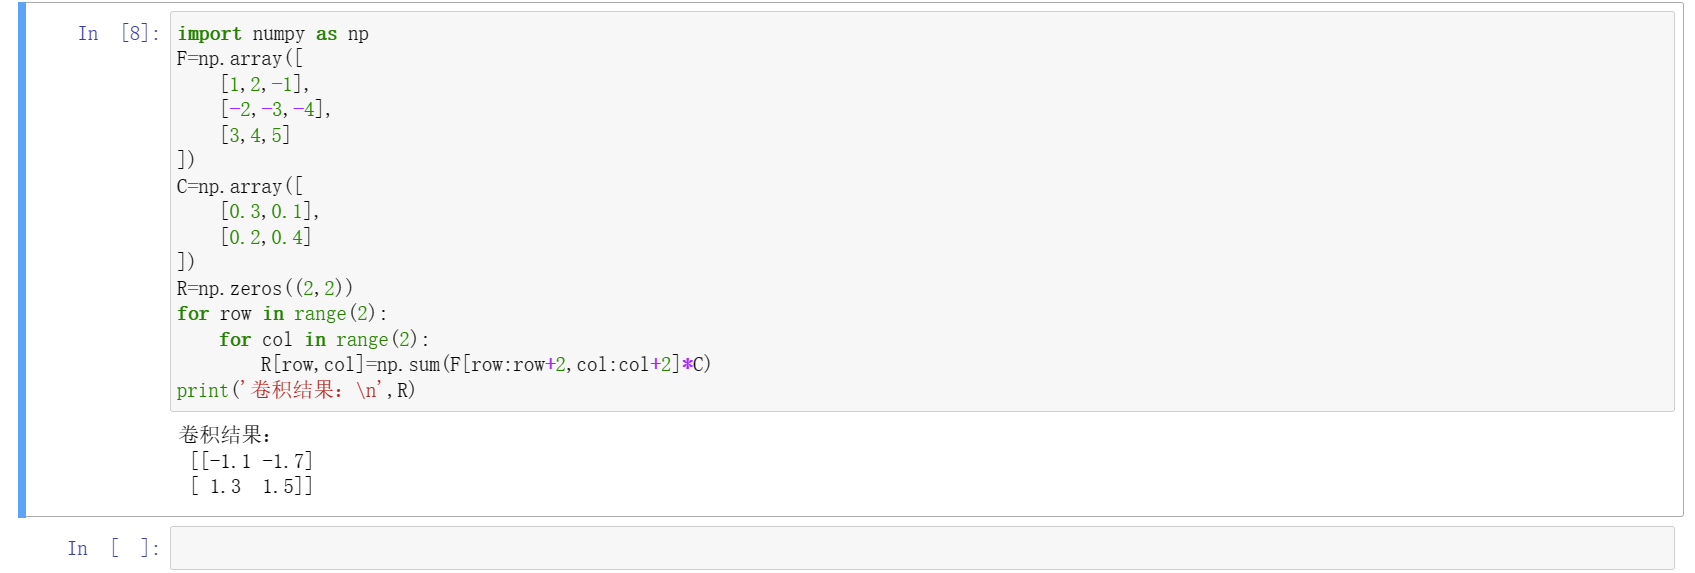 In [8]: import numpy as np
F=np.array([
    [1,2,-1],
    [-2,-3,-4],
    [3,4,5]
])
C=np.array([
    [0.3,0.1],
    [0.2,0.4]
])
R=np.zeros((2,2))
for row in range(2):
    for col in range(2):
        R[row,col]=np.sum(F[row:row+2,col:col+2]*C)
print('卷积结果：\n',R)
卷积结果：
 [[-1.1 -1.7]
 [ 1.3  1.5]]
In [ ]: